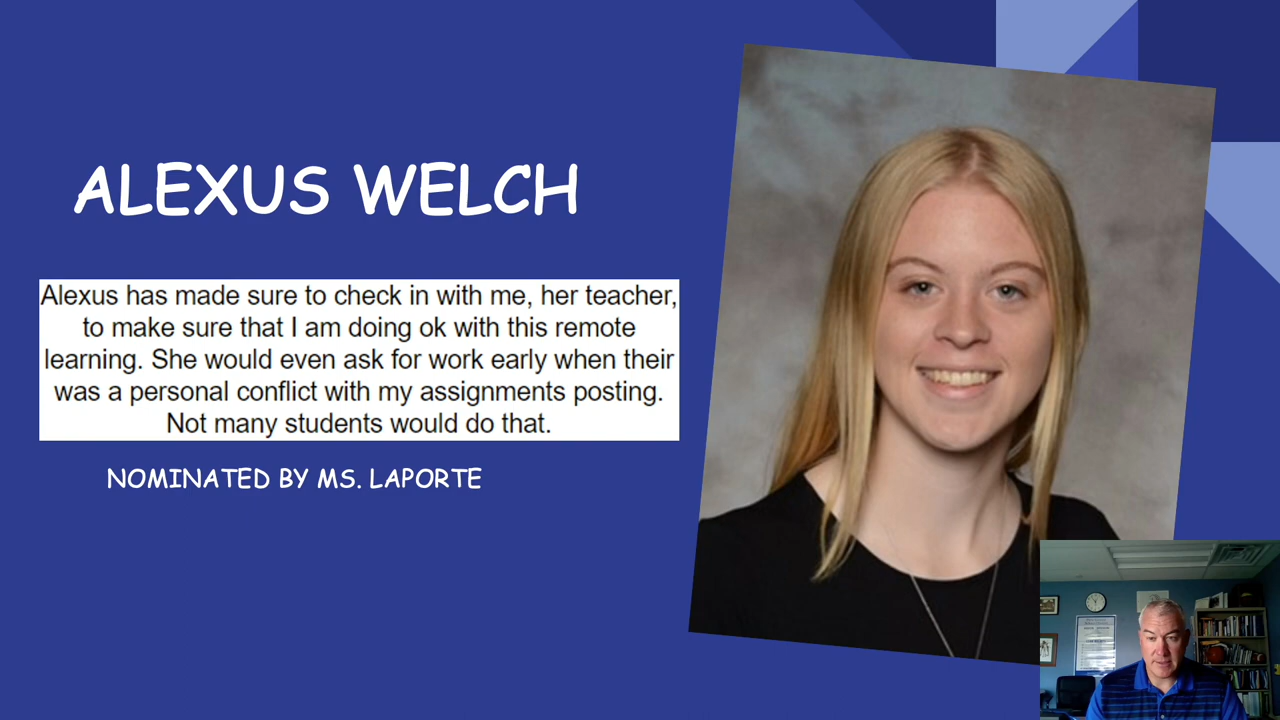 ALEXUS WELCH
Alexus has made sure to check in with me, her teacher,
to make sure that I am doing ok with this remote
learning. She would even ask for work early when their
was a personal conflict with my assignments posting.
Not many students would do that.
NOMINATED BY MS. LAPORTE